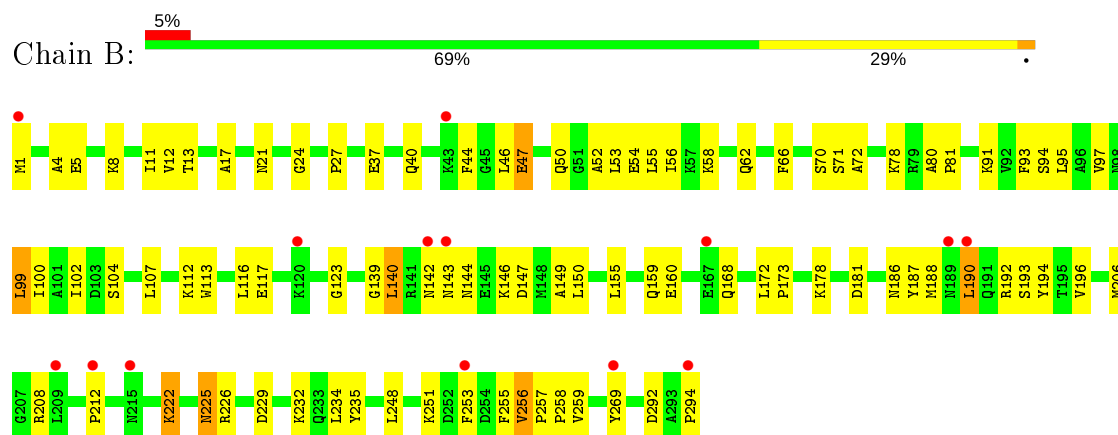 5%
Chain B:
69% 29% •
M1 A4 E5 K8 I11 V12 T13 A17 N21 G24 P27 E37 Q40 K43 F44 G45 L46 E47 Q50 G51 A52 L53 E54 L55 I56 K57 K58 Q62 F66 S70 S71 A72 K78 R79 A80 P81 K91 V92 F93 S94 L95 A96 V97 N98
L99 I100 A101 I102 D103 S104 L107 K112 W113 L116 E117 K120 G123 G139 L140 R141 N142 N143 N144 E145 K146 D147 M148 A149 L150 L155 Q159 E160 E167 Q168 L172 P173 K178 D181 N186 Y187 M188 N189 L190 Q191 R192 S193 Y194 T195 V196 M206
G207 R208 L209 P212 N215 K222 N225 R226 D229 K232 Q233 L234 Y235 L248 K251 D252 F253 D254 F255 V256 P257 P258 V259 Y269 D292 A293 P294